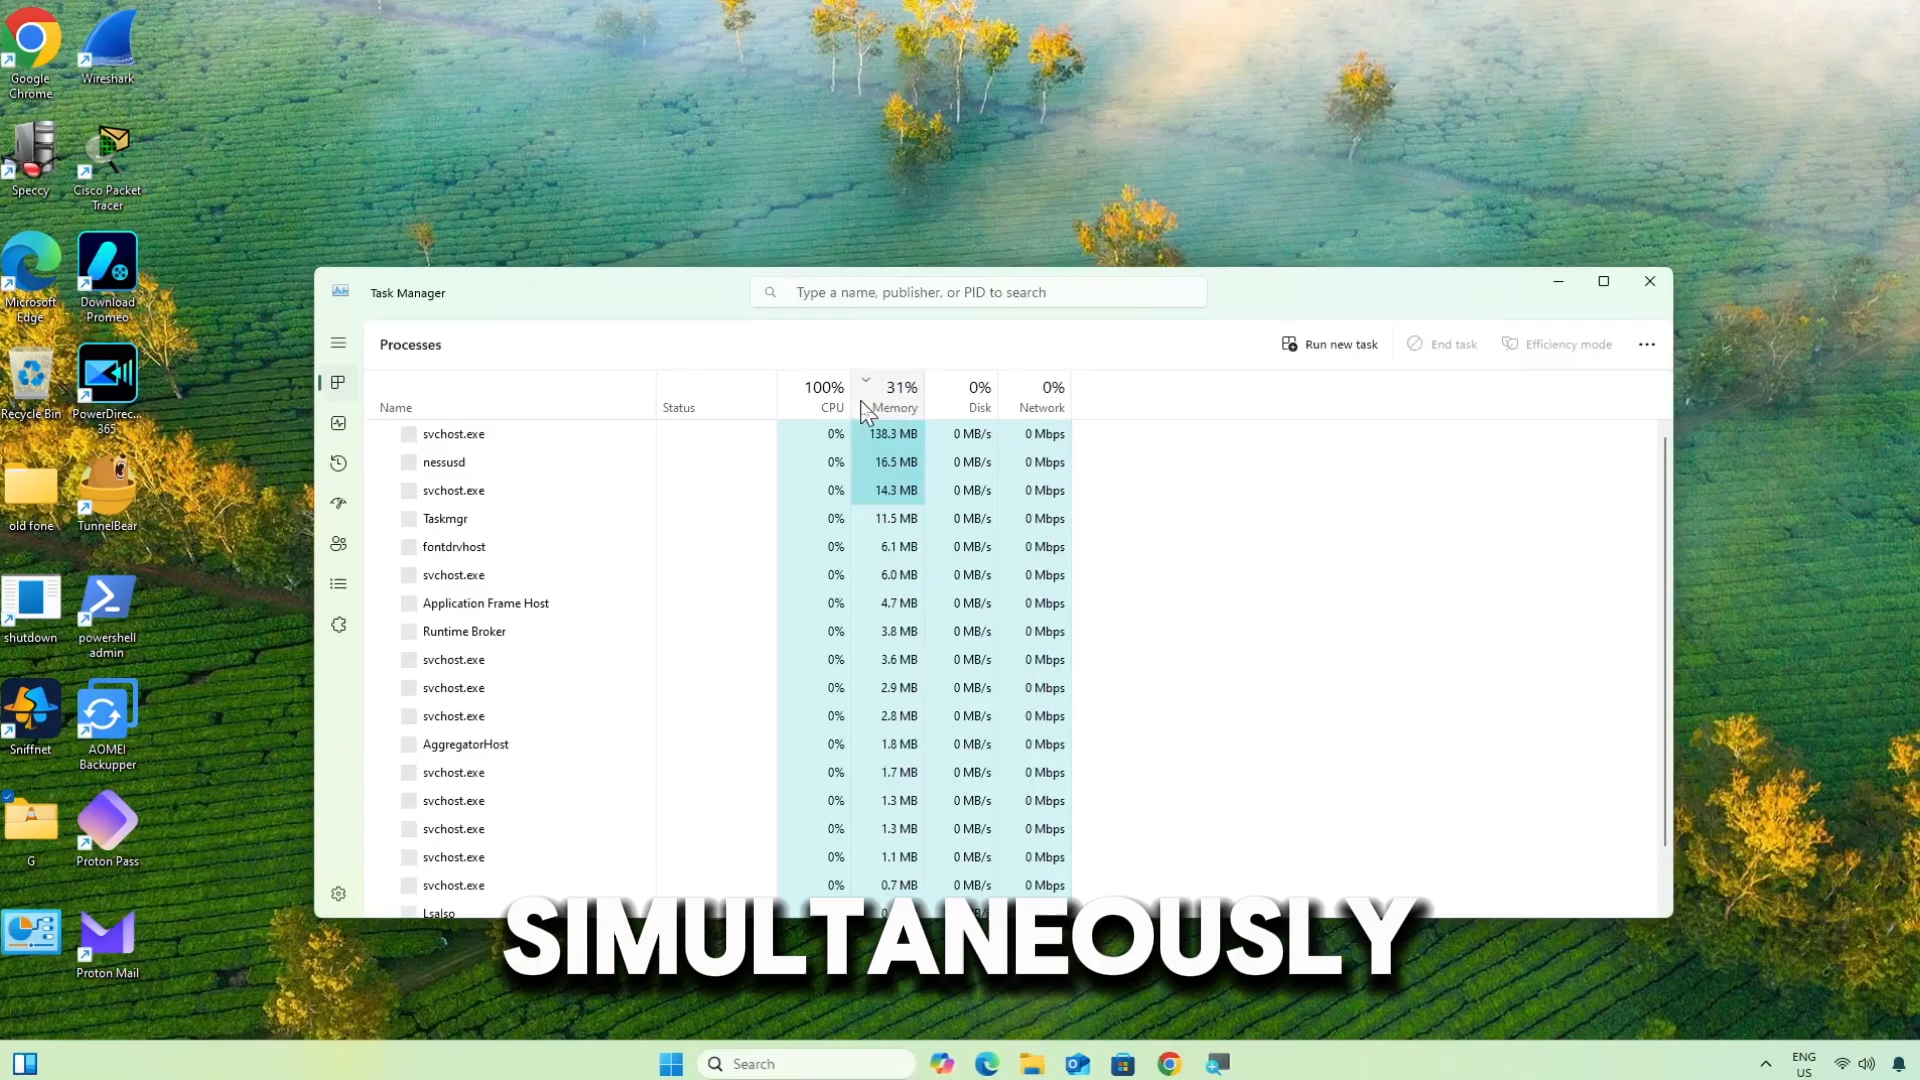 Google
Chrome
Wireshark
Speccy
Cisco Packet
Tracer
Microsoft
Edge
Download
Promeo
Recycle Bin
PowerDirec...
365
old fone
TunnelBear
shutdown
powershell
admin
Sniffnet
AOMEI
Backupper
G
Proton Pass
Proton Mail
Task Manager
Type a name, publisher, or PID to search
Processes
Run new task
End task
Efficiency mode
100% 31% 0% 0%
Name Status CPU Memory Disk Network
svchost.exe 0% 138.3 MB 0 MB/s 0 Mbps
nessusd 0% 16.5 MB 0 MB/s 0 Mbps
svchost.exe 0% 14.3 MB 0 MB/s 0 Mbps
Taskmgr 0% 11.5 MB 0 MB/s 0 Mbps
fontdrvhost 0% 6.1 MB 0 MB/s 0 Mbps
svchost.exe 0% 6.0 MB 0 MB/s 0 Mbps
Application Frame Host 0% 4.7 MB 0 MB/s 0 Mbps
Runtime Broker 0% 3.8 MB 0 MB/s 0 Mbps
svchost.exe 0% 3.6 MB 0 MB/s 0 Mbps
svchost.exe 0% 2.9 MB 0 MB/s 0 Mbps
svchost.exe 0% 2.8 MB 0 MB/s 0 Mbps
AggregatorHost 0% 1.8 MB 0 MB/s 0 Mbps
svchost.exe 0% 1.7 MB 0 MB/s 0 Mbps
svchost.exe 0% 1.3 MB 0 MB/s 0 Mbps
svchost.exe 0% 1.3 MB 0 MB/s 0 Mbps
svchost.exe 0% 1.1 MB 0 MB/s 0 Mbps
svchost.exe 0% 0.7 MB 0 MB/s 0 Mbps
LsaIso
SIMULTANEOUSLY
Search
ENG
US